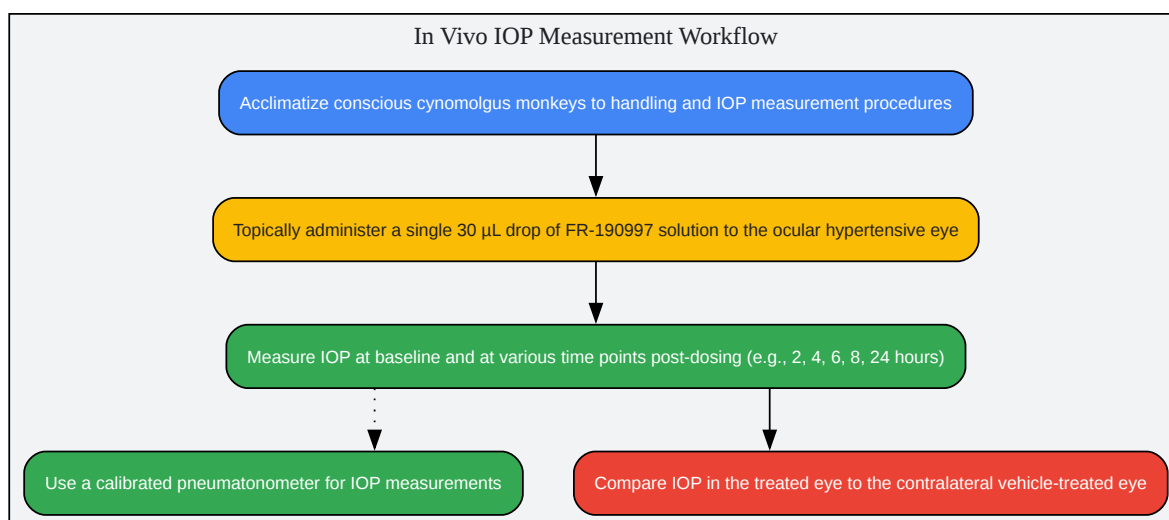 In Vivo IOP Measurement Workflow
Acclimatize conscious cynomolgus monkeys to handling and IOP measurement procedures
Topically administer a single 30 µL drop of FR-190997 solution to the ocular hypertensive eye
Measure IOP at baseline and at various time points post-dosing (e.g., 2, 4, 6, 8, 24 hours)
Use a calibrated pneumatonometer for IOP measurements
Compare IOP in the treated eye to the contralateral vehicle-treated eye